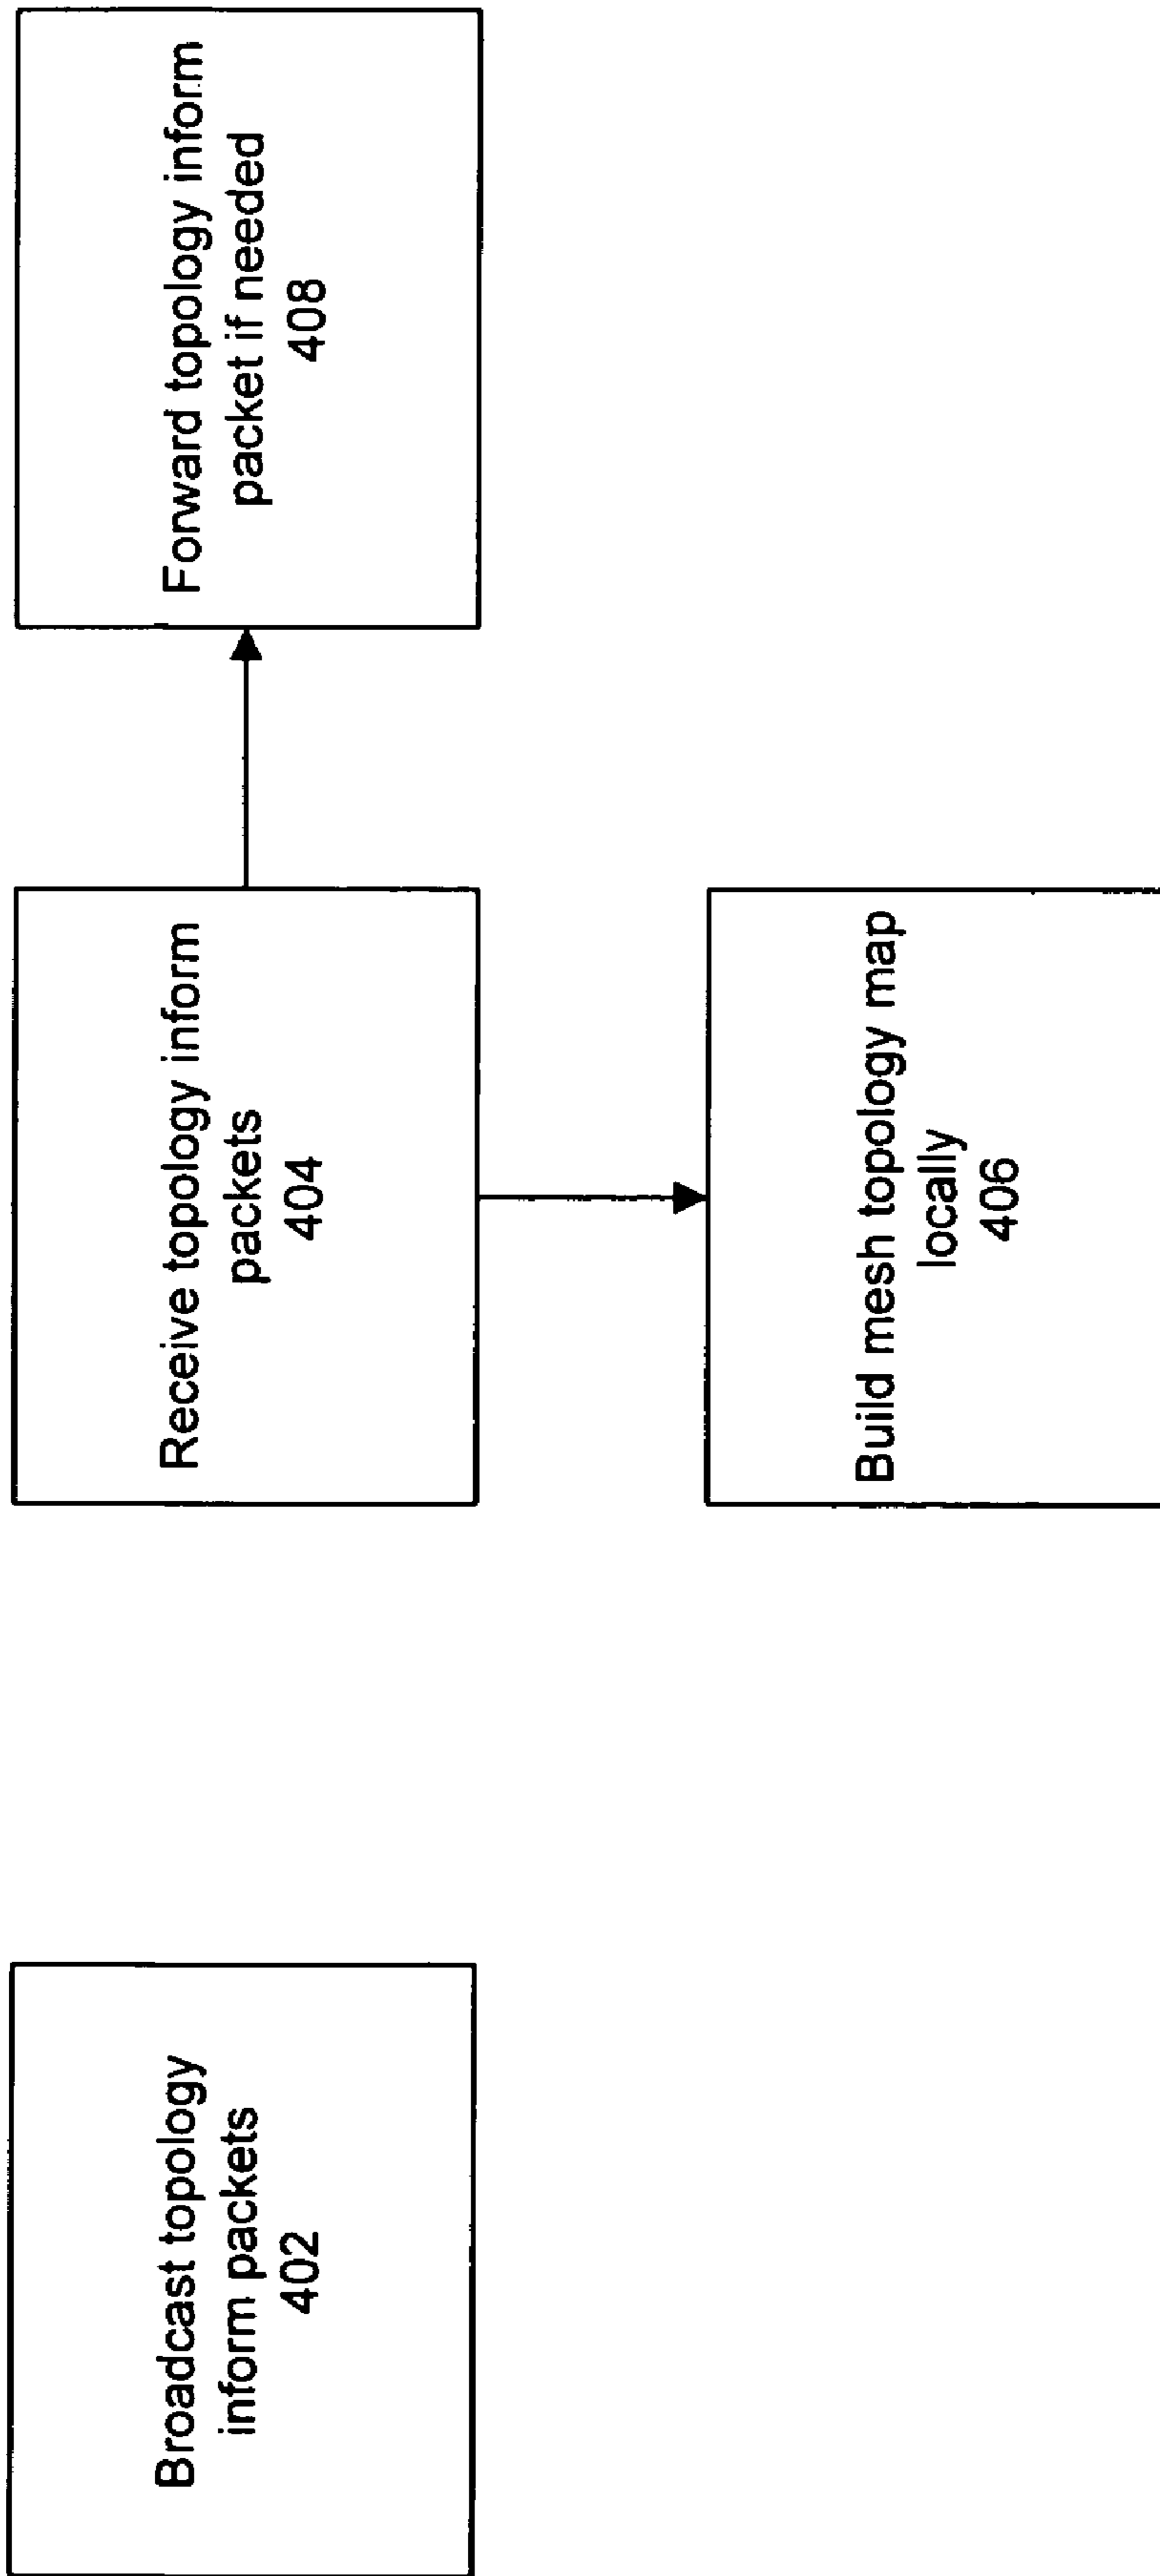 Broadcast topology
inform packets
402
Receive topology inform
packets
404
Forward topology inform
packet if needed
408
Build mesh topology map
locally
406